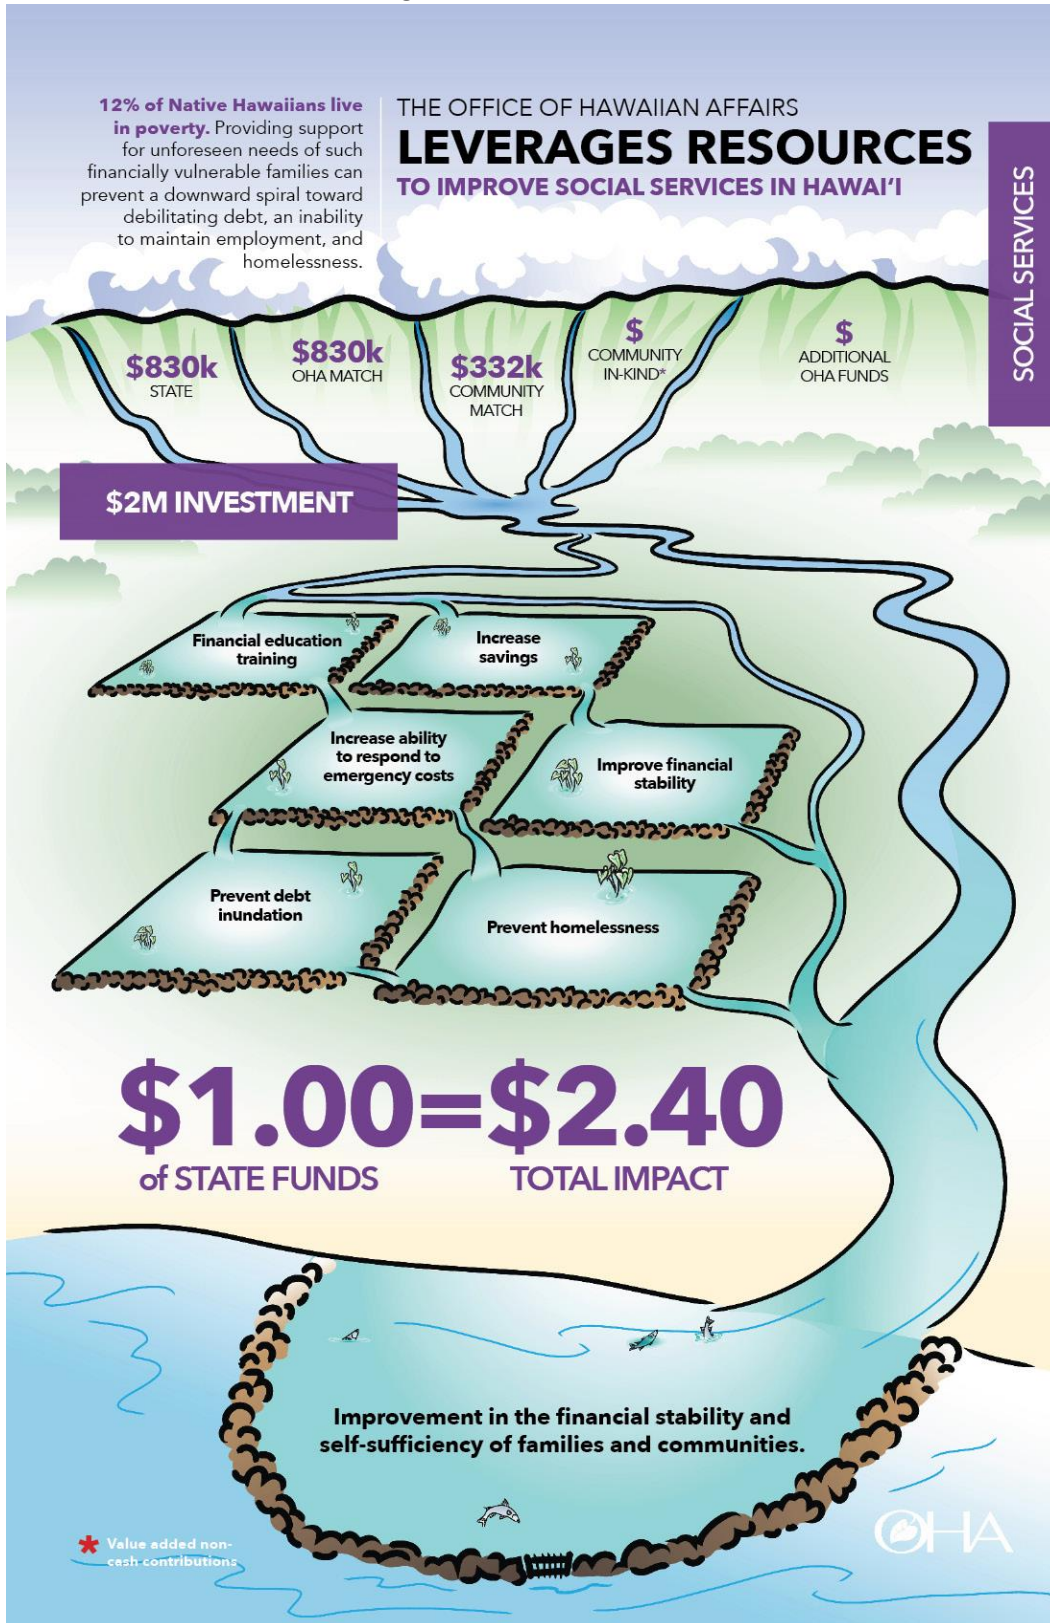 12% of Native Hawaiians live
in poverty. Providing support
for unforeseen needs of such
financially vulnerable families can
prevent a downward spiral toward
debilitating debt, an inability
to maintain employment, and
homelessness.
THE OFFICE OF HAWAIIAN AFFAIRS
LEVERAGES RESOURCES
TO IMPROVE SOCIAL SERVICES IN HAWAI‘I
SOCIAL SERVICES
$830k
STATE
$830k
OHA MATCH
$332k
COMMUNITY
MATCH
$
COMMUNITY
IN-KIND*
$
ADDITIONAL
OHA FUNDS
$2M INVESTMENT
Financial education
training
Increase
savings
Increase ability
to respond to
emergency costs
Improve financial
stability
Prevent debt
inundation
Prevent homelessness
$1.00=$2.40
of STATE FUNDS TOTAL IMPACT
Improvement in the financial stability and
self-sufficiency of families and communities.
* Value added non-
cash contributions
OHA